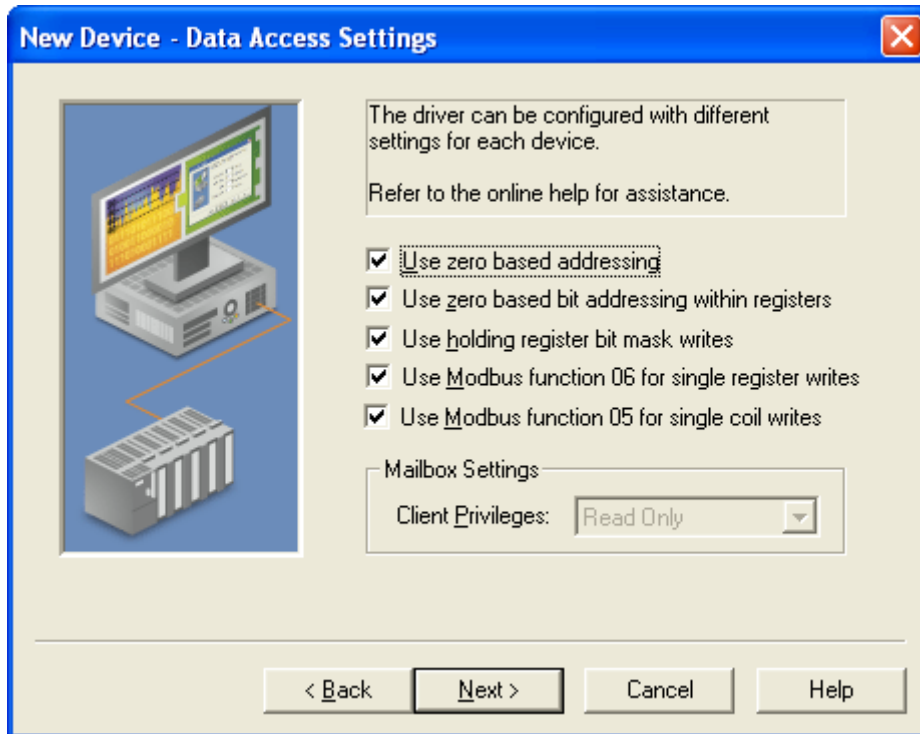 New Device - Data Access Settings
The driver can be configured with different
settings for each device.
Refer to the online help for assistance.
Use zero based addressing
Use zero based bit addressing within registers
Use holding register bit mask writes
Use Modbus function 06 for single register writes
Use Modbus function 05 for single coil writes
Mailbox Settings
Client Privileges: Read Only
< Back Next > Cancel Help